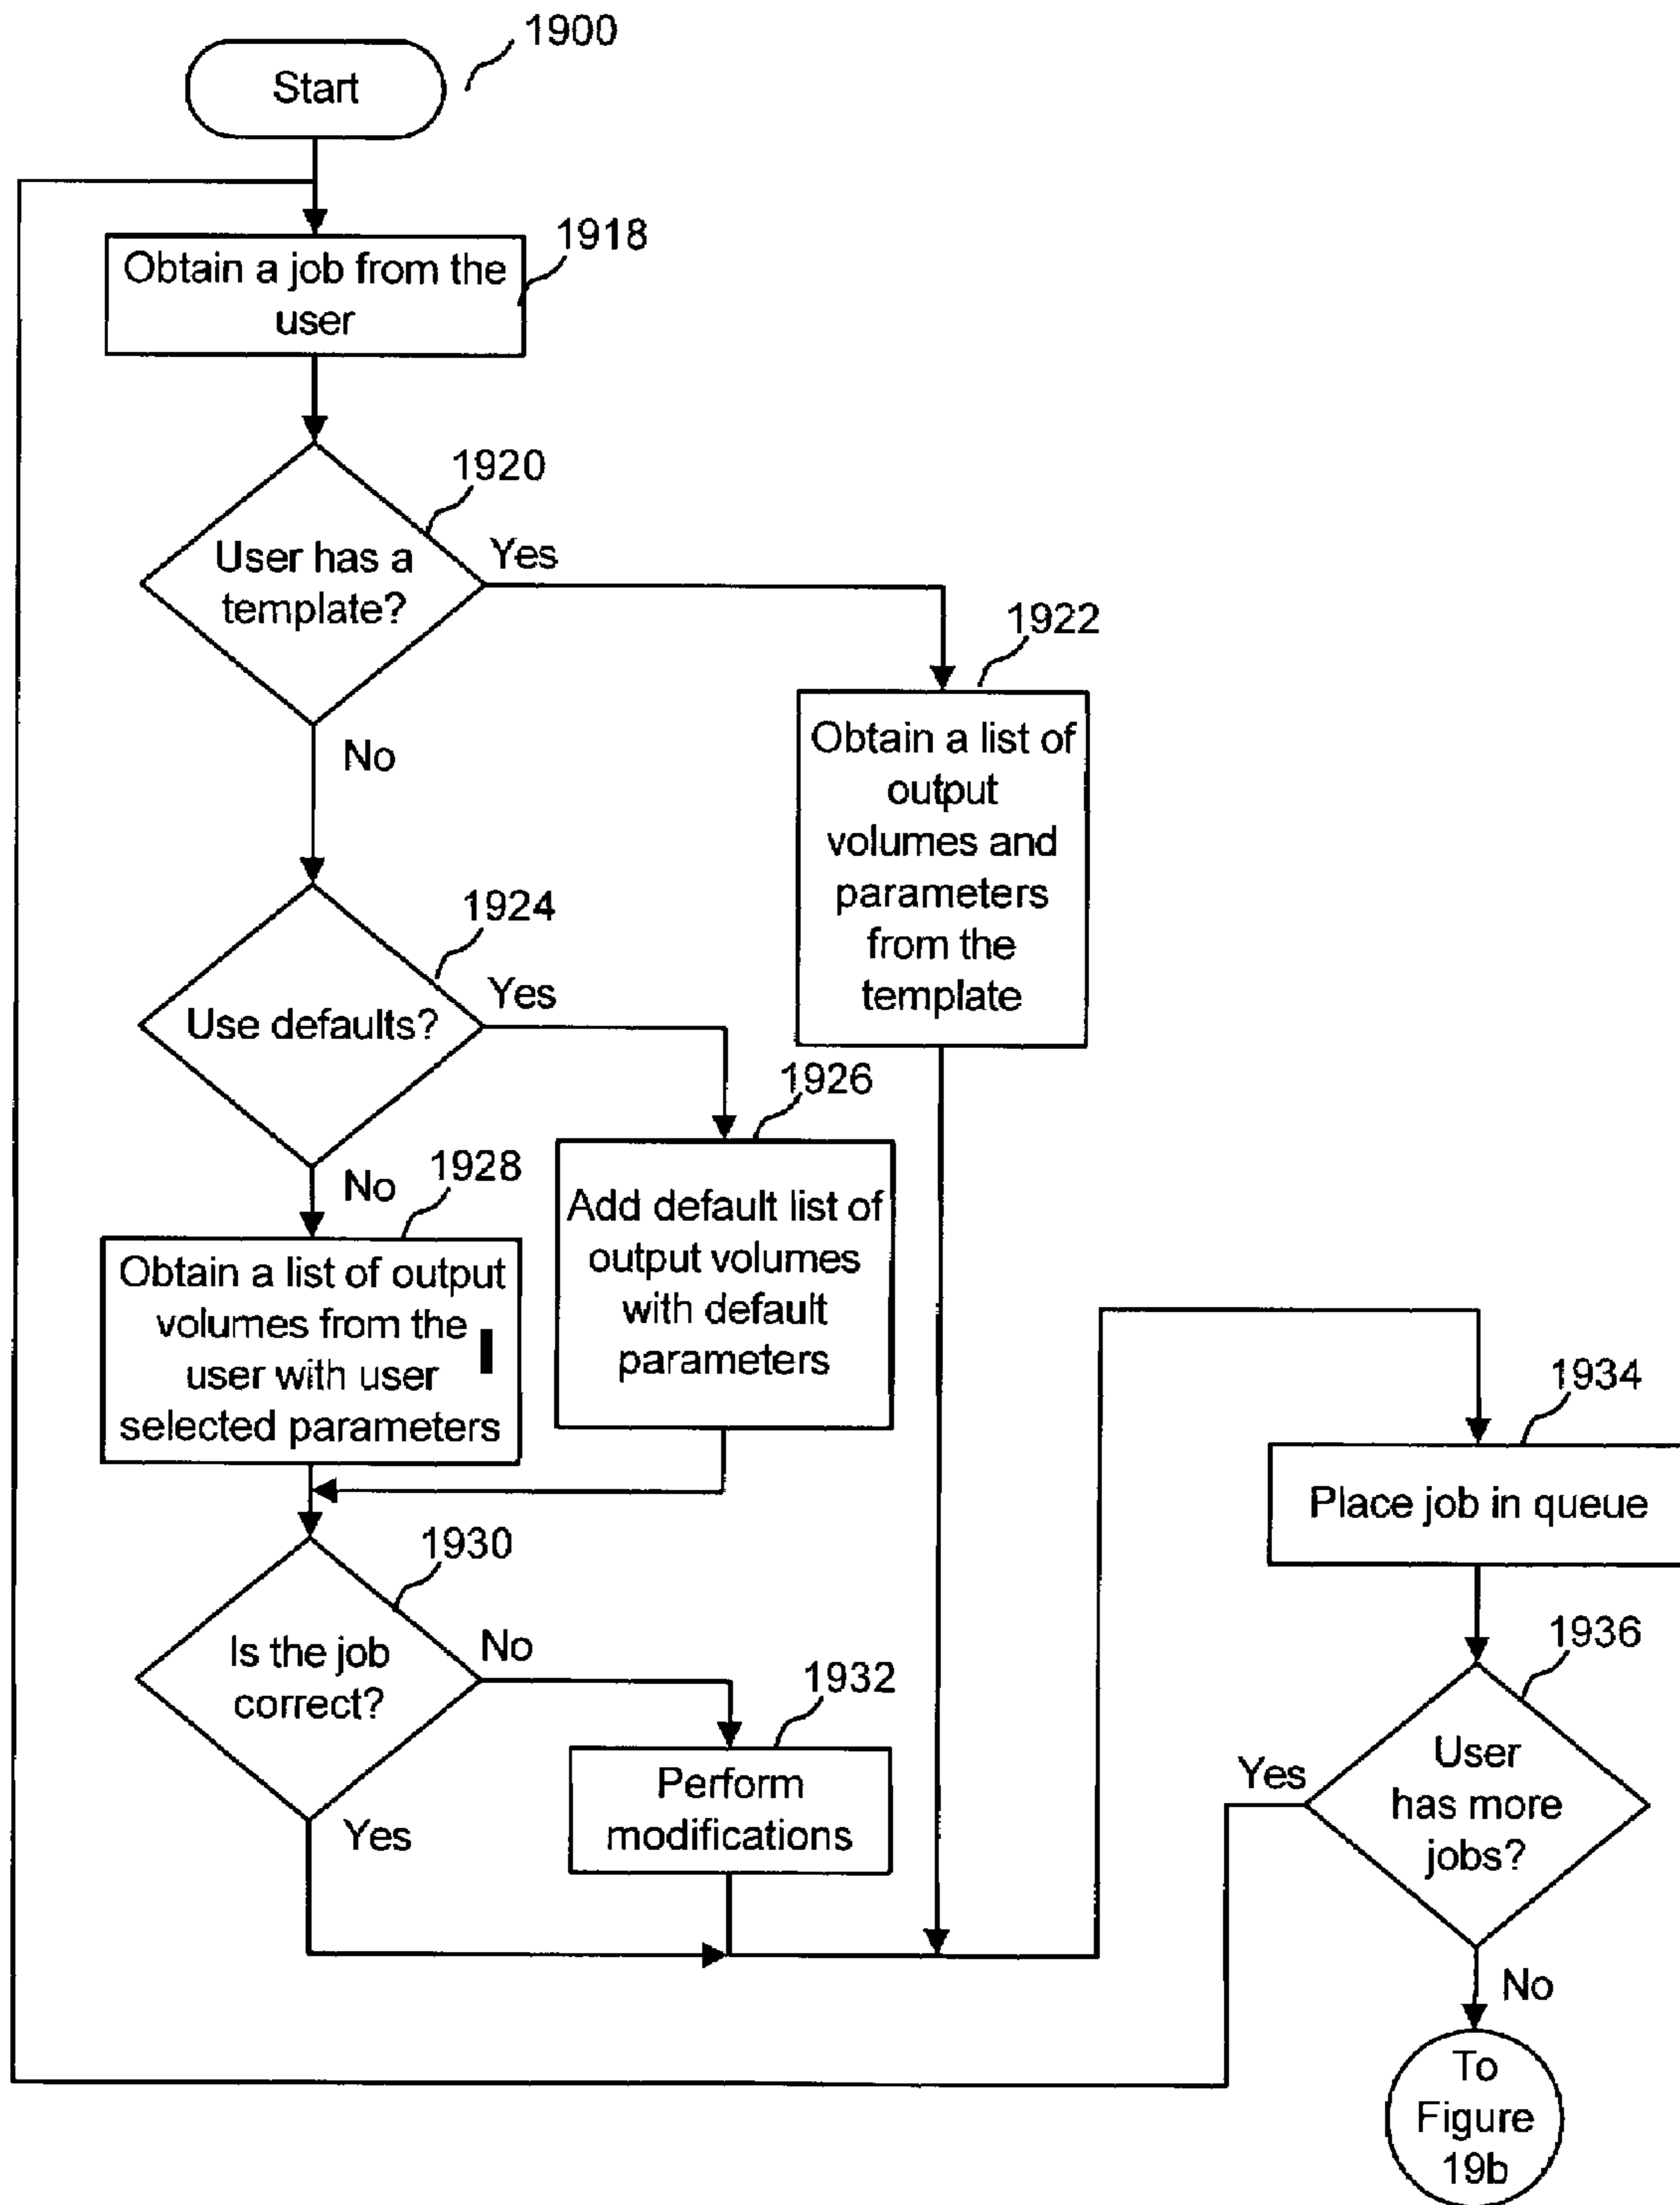 1900
Start
1918
Obtain a job from the
user
1920
User has a
template?
Yes
No
1922
Obtain a list of
output
volumes and
parameters
from the
template
1924
Use defaults?
Yes
No
1926
Add default list of
output volumes
with default
parameters
1928
Obtain a list of output
volumes from the
user with user
selected parameters
1930
Is the job
correct?
No
Yes
1932
Perform
modifications
1934
Place job in queue
1936
User
has more
jobs?
Yes
No
To
Figure
19b